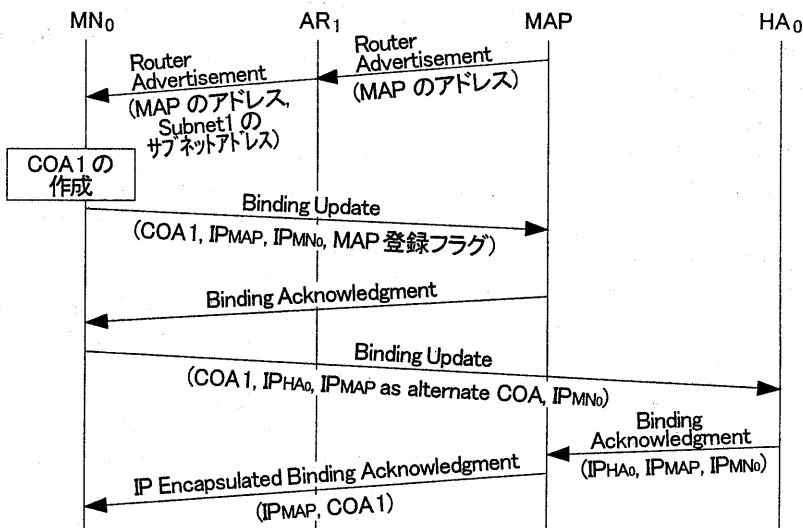 MN0 AR1 MAP HA0
Router
Advertisement
(MAP のアドレス)
Router
Advertisement
(MAP のアドレス,
Subnet1 の
サブネットアドレス)
COA1 の
作成
Binding Update
(COA1, IPMAP, IPMN0, MAP 登録フラグ)
Binding Acknowledgment
Binding Update
(COA1, IPHA0, IPMAP as alternate COA, IPMN0)
Binding
Acknowledgment
(IPHA0, IPMAP, IPMN0)
IP Encapsulated Binding Acknowledgment
(IPMAP, COA1)